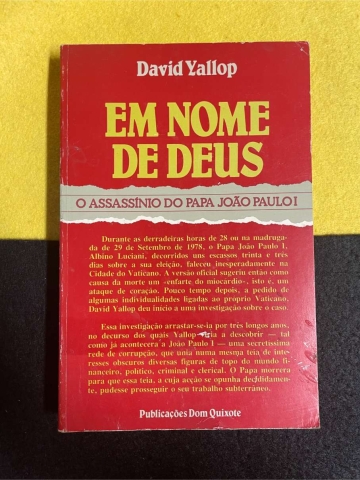 David Yallop
EM NOME
DE DEUS
O ASSASSÍNIO DO PAPA JOÃO PAULO I
Durante as derradeiras horas de 28 ou na madruga-
da de 29 de Setembro de 1978, o Papa João Paulo I,
Albino Luciani, decorridos uns escassos trinta e três
dias sobre a sua eleição, faleceu inesperadamente na
Cidade do Vaticano. A versão oficial sugeriu então como
causa da morte um «enfarte do miocárdio», isto é, um
ataque de coração. Pouco tempo depois, a pedido de
algumas individualidades ligadas ao próprio Vaticano,
David Yallop deu início a uma investigação sobre o caso.
Essa investigação arrastar-se-ia por três longos anos,
no decurso dos quais Yallop viria a descobrir — tal
como já acontecera a João Paulo I — uma secretíssima
rede de corrupção, que unia numa mesma teia de inte-
resses obscuros diversas figuras de topo do mundo fi-
nanceiro, político, criminal e clerical. O Papa morrera
para que essa teia, a cuja acção se opunha decididamen-
te, pudesse prosseguir o seu trabalho subterrâneo.
Publicações Dom Quixote